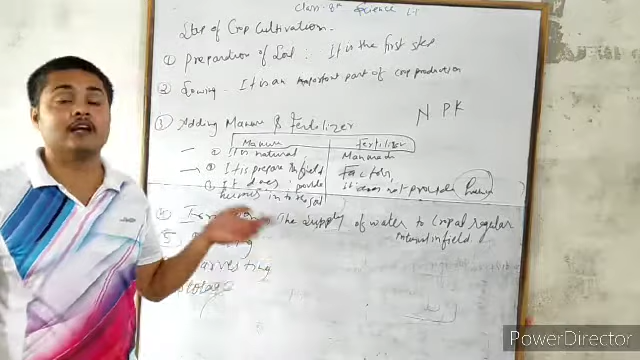 Class-8th Science L-1
Step of Crop Cultivation.
① preparation of Soil : It is the first step
② Sowing. It is an important part of crop production
③ Adding Manure & Fertilizer
N P K
Manure Fertilizer
① It is natural Manmade
② It is prepare in field Factory
③ It does provide It does not provide humus
humus in to the soil
④ The supply of water to crop at regular
interval in field.
⑤
Harvesting
Storage
PowerDirector